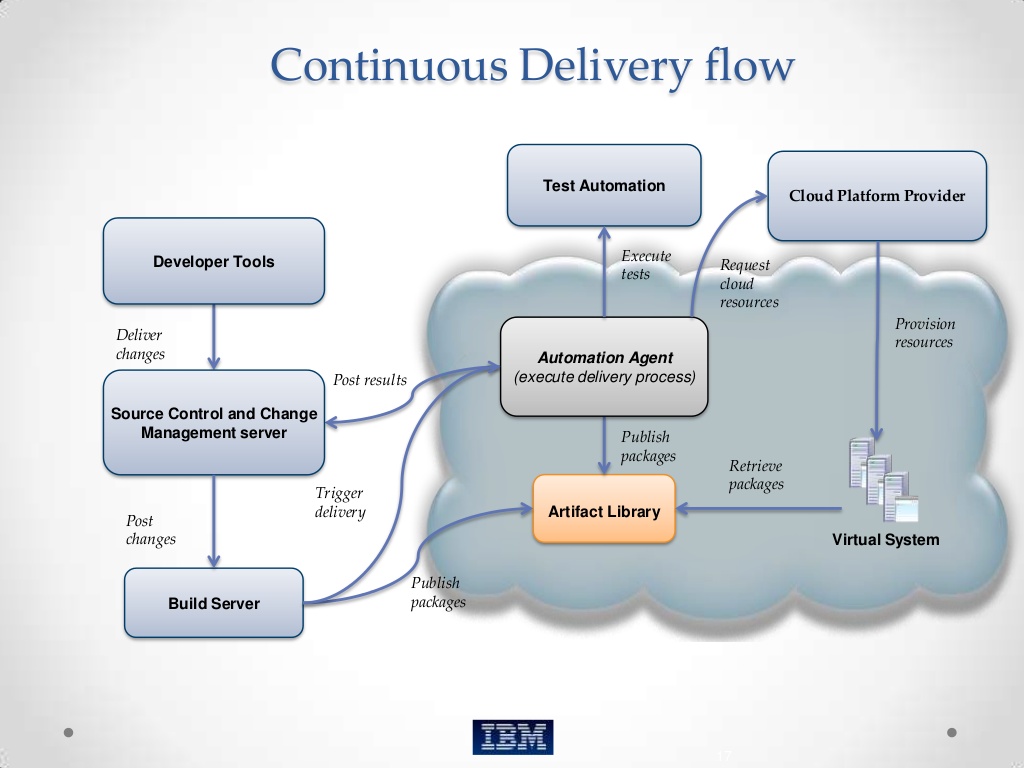 Continuous Delivery flow
Test Automation
Cloud Platform Provider
Developer Tools
Execute
tests
Request
cloud
resources
Provision
resources
Deliver
changes
Automation Agent
(execute delivery process)
Post results
Source Control and Change
Management server
Publish
packages
Retrieve
packages
Trigger
delivery
Artifact Library
Post
changes
Virtual System
Publish
packages
Build Server
IBM
17